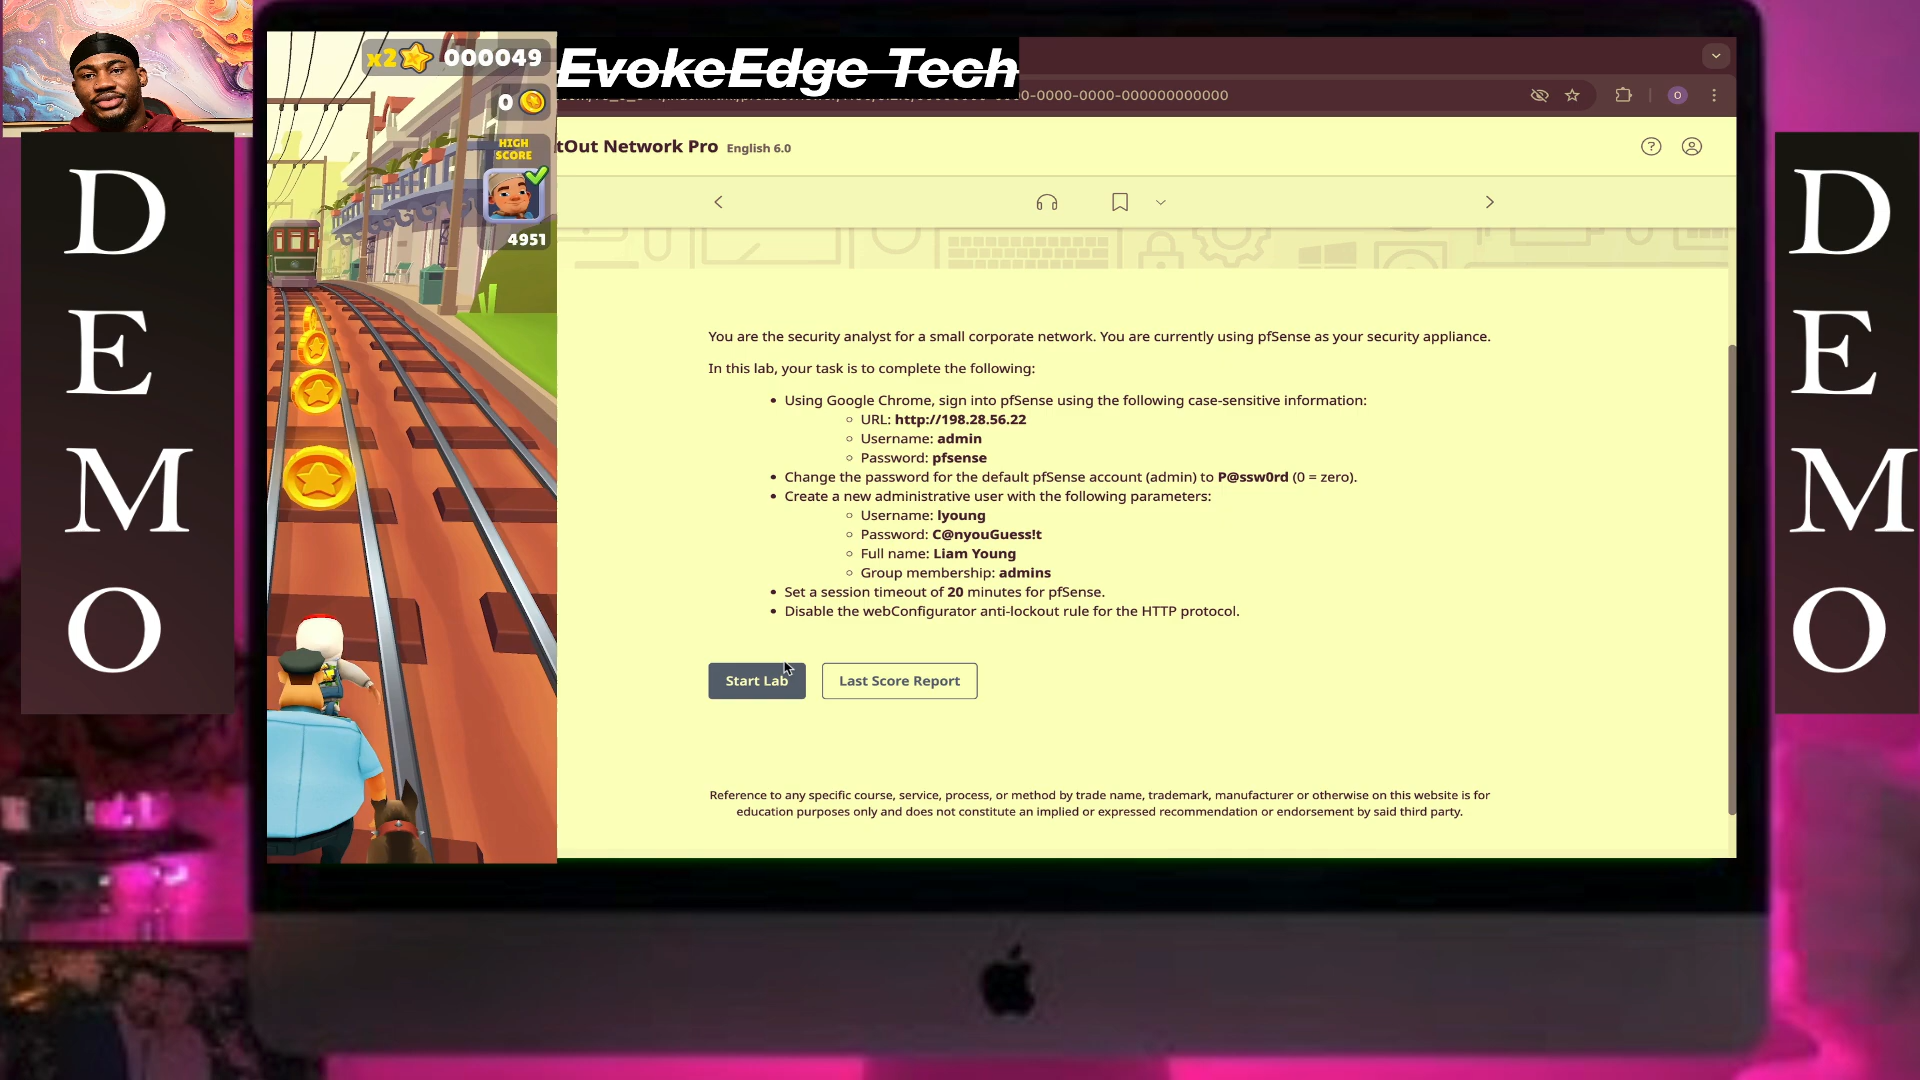 x2 000049
EvokeEdge Tech
0
0-0000-0000-000000000000
HIGH
SCORE
4951
tOut Network Pro English 6.0
D
E
M
O
You are the security analyst for a small corporate network. You are currently using pfSense as your security appliance.
In this lab, your task is to complete the following:
• Using Google Chrome, sign into pfSense using the following case-sensitive information:
○ URL: http://198.28.56.22
○ Username: admin
○ Password: pfsense
• Change the password for the default pfSense account (admin) to P@ssw0rd (0 = zero).
• Create a new administrative user with the following parameters:
○ Username: lyoung
○ Password: C@nyouGuess!t
○ Full name: Liam Young
○ Group membership: admins
• Set a session timeout of 20 minutes for pfSense.
• Disable the webConfigurator anti-lockout rule for the HTTP protocol.
Start Lab Last Score Report
Reference to any specific course, service, process, or method by trade name, trademark, manufacturer or otherwise on this website is for
education purposes only and does not constitute an implied or expressed recommendation or endorsement by said third party.
D
E
M
O